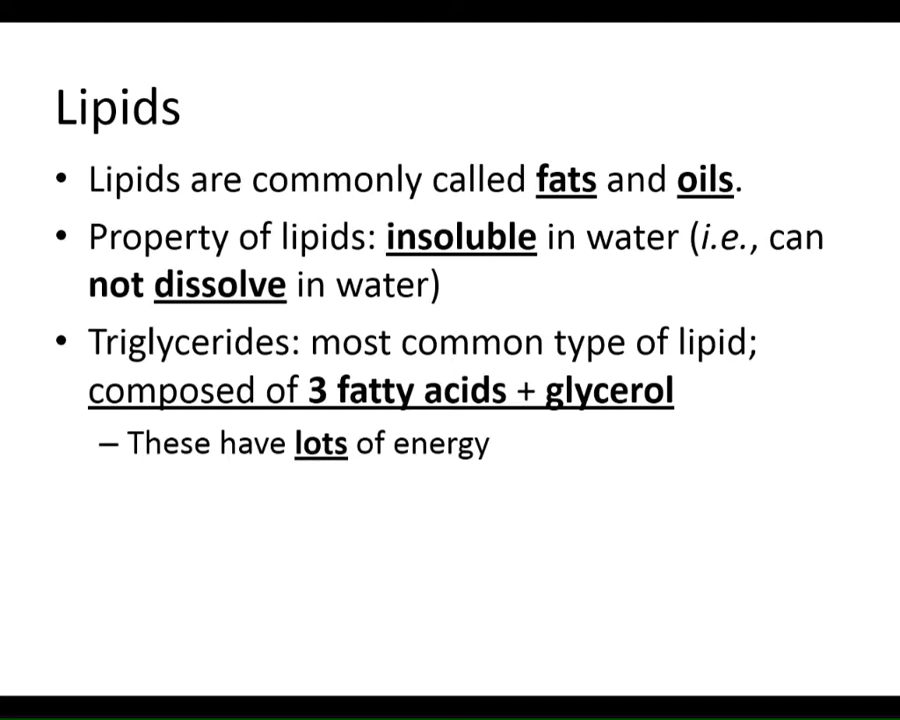 Lipids
• Lipids are commonly called fats and oils.
• Property of lipids: insoluble in water (i.e., can
not dissolve in water)
• Triglycerides: most common type of lipid;
composed of 3 fatty acids + glycerol
– These have lots of energy